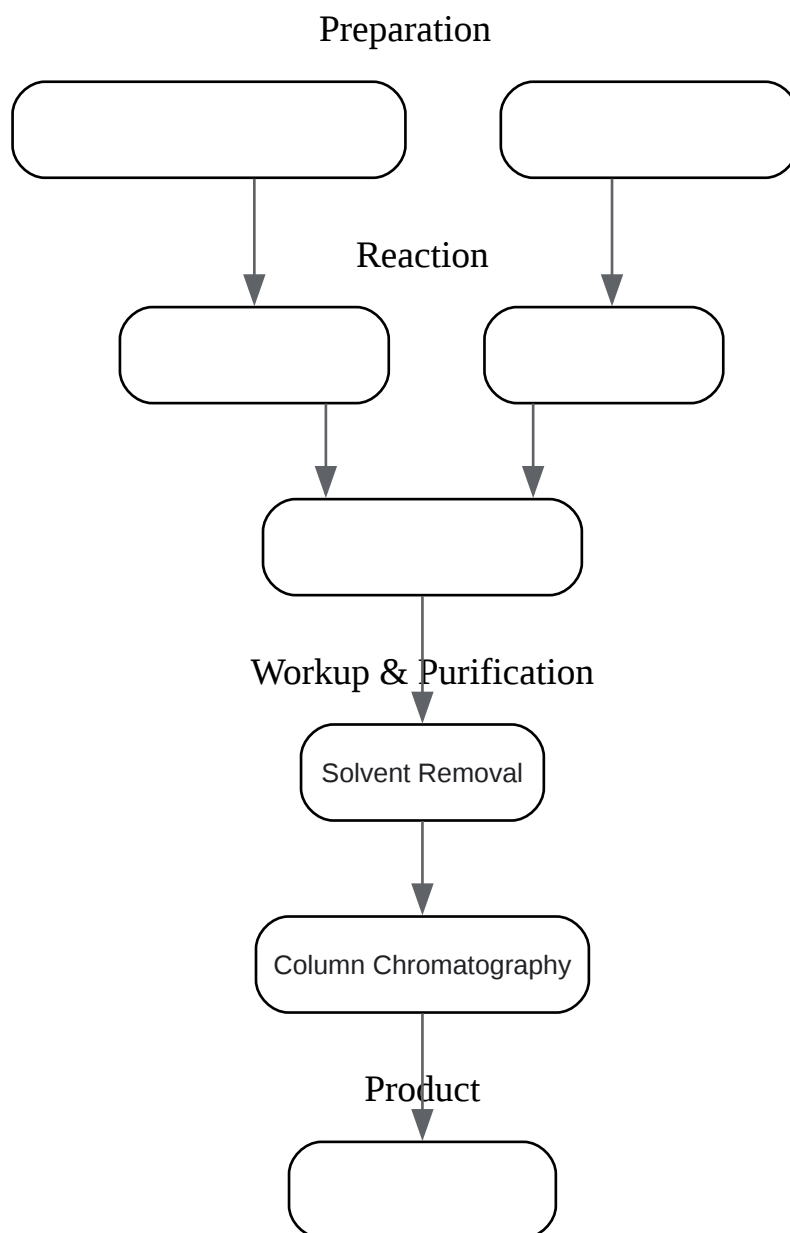 Preparation
Reaction
Workup & Purification
Solvent Removal
Column Chromatography
Product